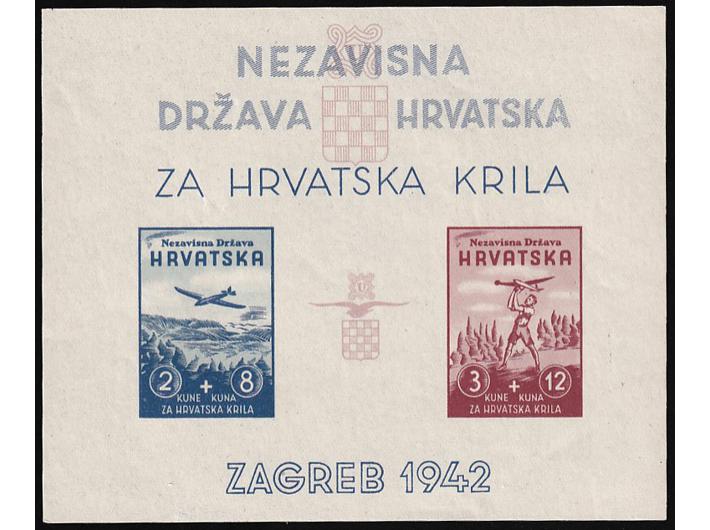 NEZAVISNA
DRŽAVA HRVATSKA
ZA HRVATSKA KRILA
Nezavisna Država
HRVATSKA
2 + 8
KUNE KUNA
ZA HRVATSKA KRILA
U
Nezavisna Država
HRVATSKA
3 + 12
KUNE KUNA
ZA HRVATSKA KRILA
ZAGREB 1942